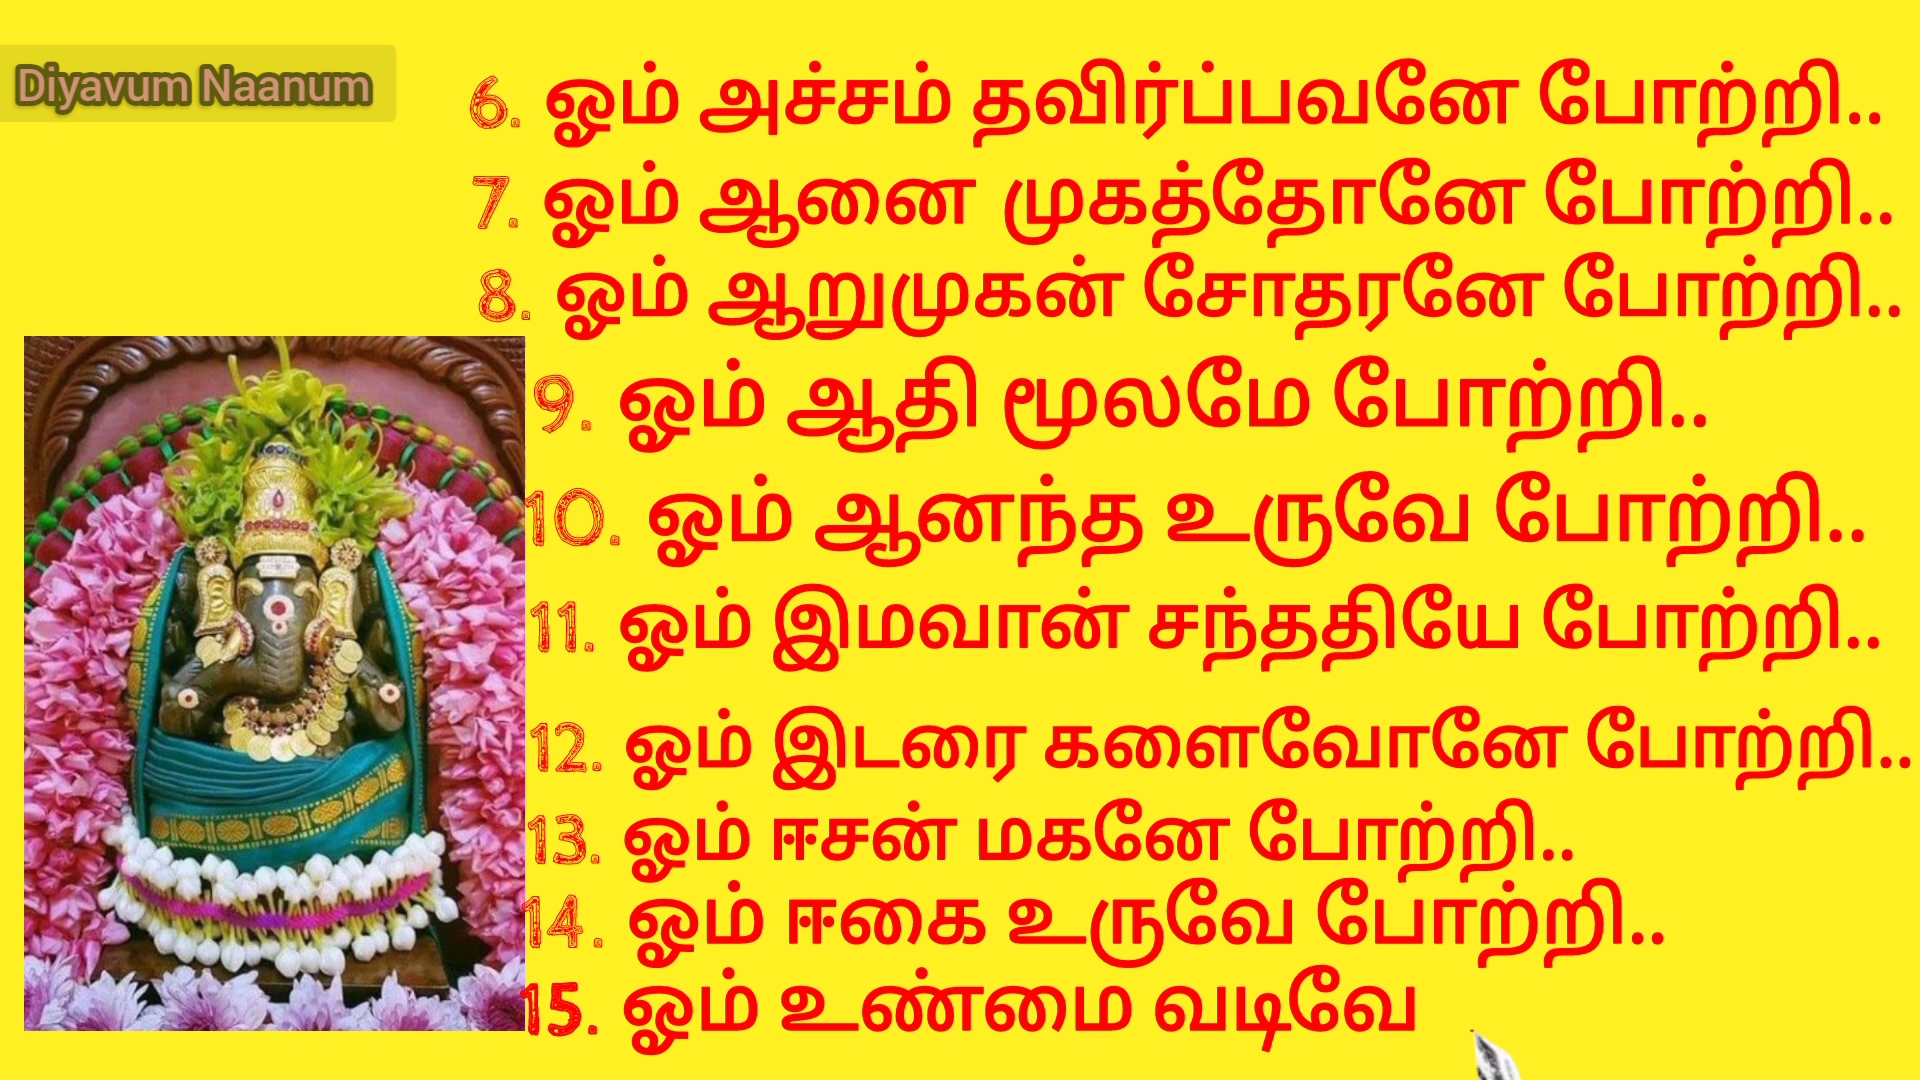 Diyavum Naanum
6. ஓம் அச்சம் தவிர்ப்பவனே போற்றி..
7. ஓம் ஆனை முகத்தோனே போற்றி..
8. ஓம் ஆறுமுகன் சோதரனே போற்றி..
9. ஓம் ஆதி மூலமே போற்றி..
10. ஓம் ஆனந்த உருவே போற்றி..
11. ஓம் இமவான் சந்ததியே போற்றி..
12. ஓம் இடரை களைவோனே போற்றி..
13. ஓம் ஈசன் மகனே போற்றி..
14. ஓம் ஈகை உருவே போற்றி..
15. ஓம் உண்மை வடிவே